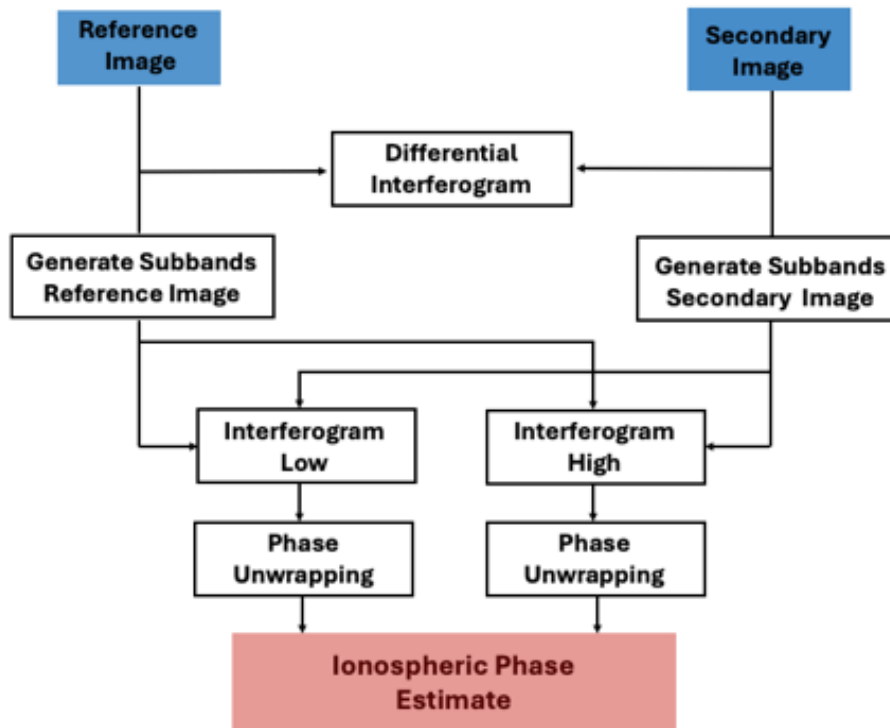 Reference
Image
Secondary
Image
Differential
Interferogram
Generate Subbands
Reference Image
Generate Subbands
Secondary Image
Interferogram
Low
Interferogram
High
Phase
Unwrapping
Phase
Unwrapping
Ionospheric Phase
Estimate